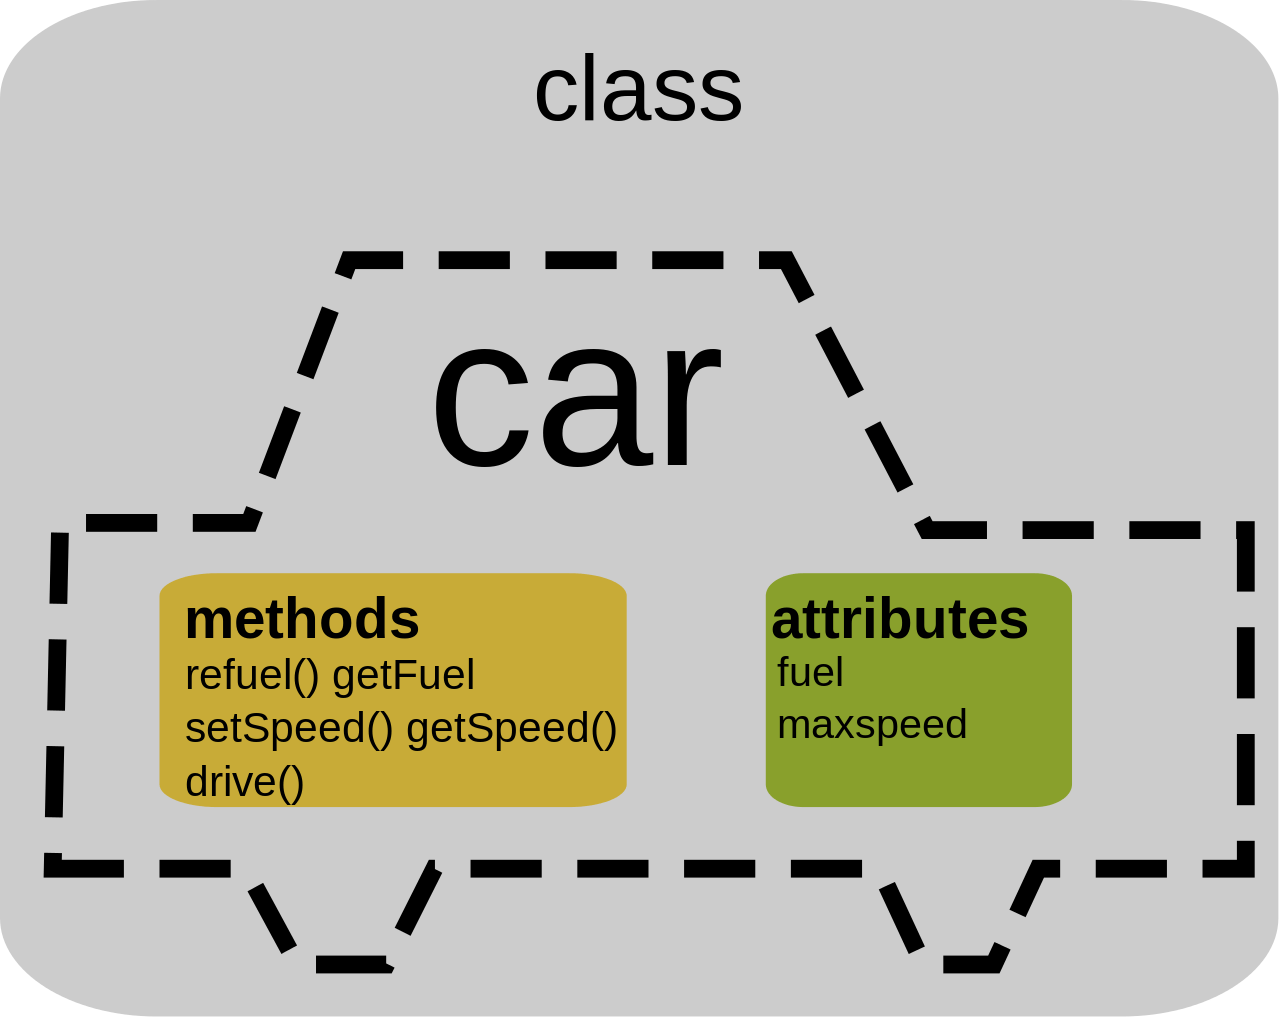 class
car
methods
refuel() getFuel
setSpeed() getSpeed()
drive()
attributes
fuel
maxspeed